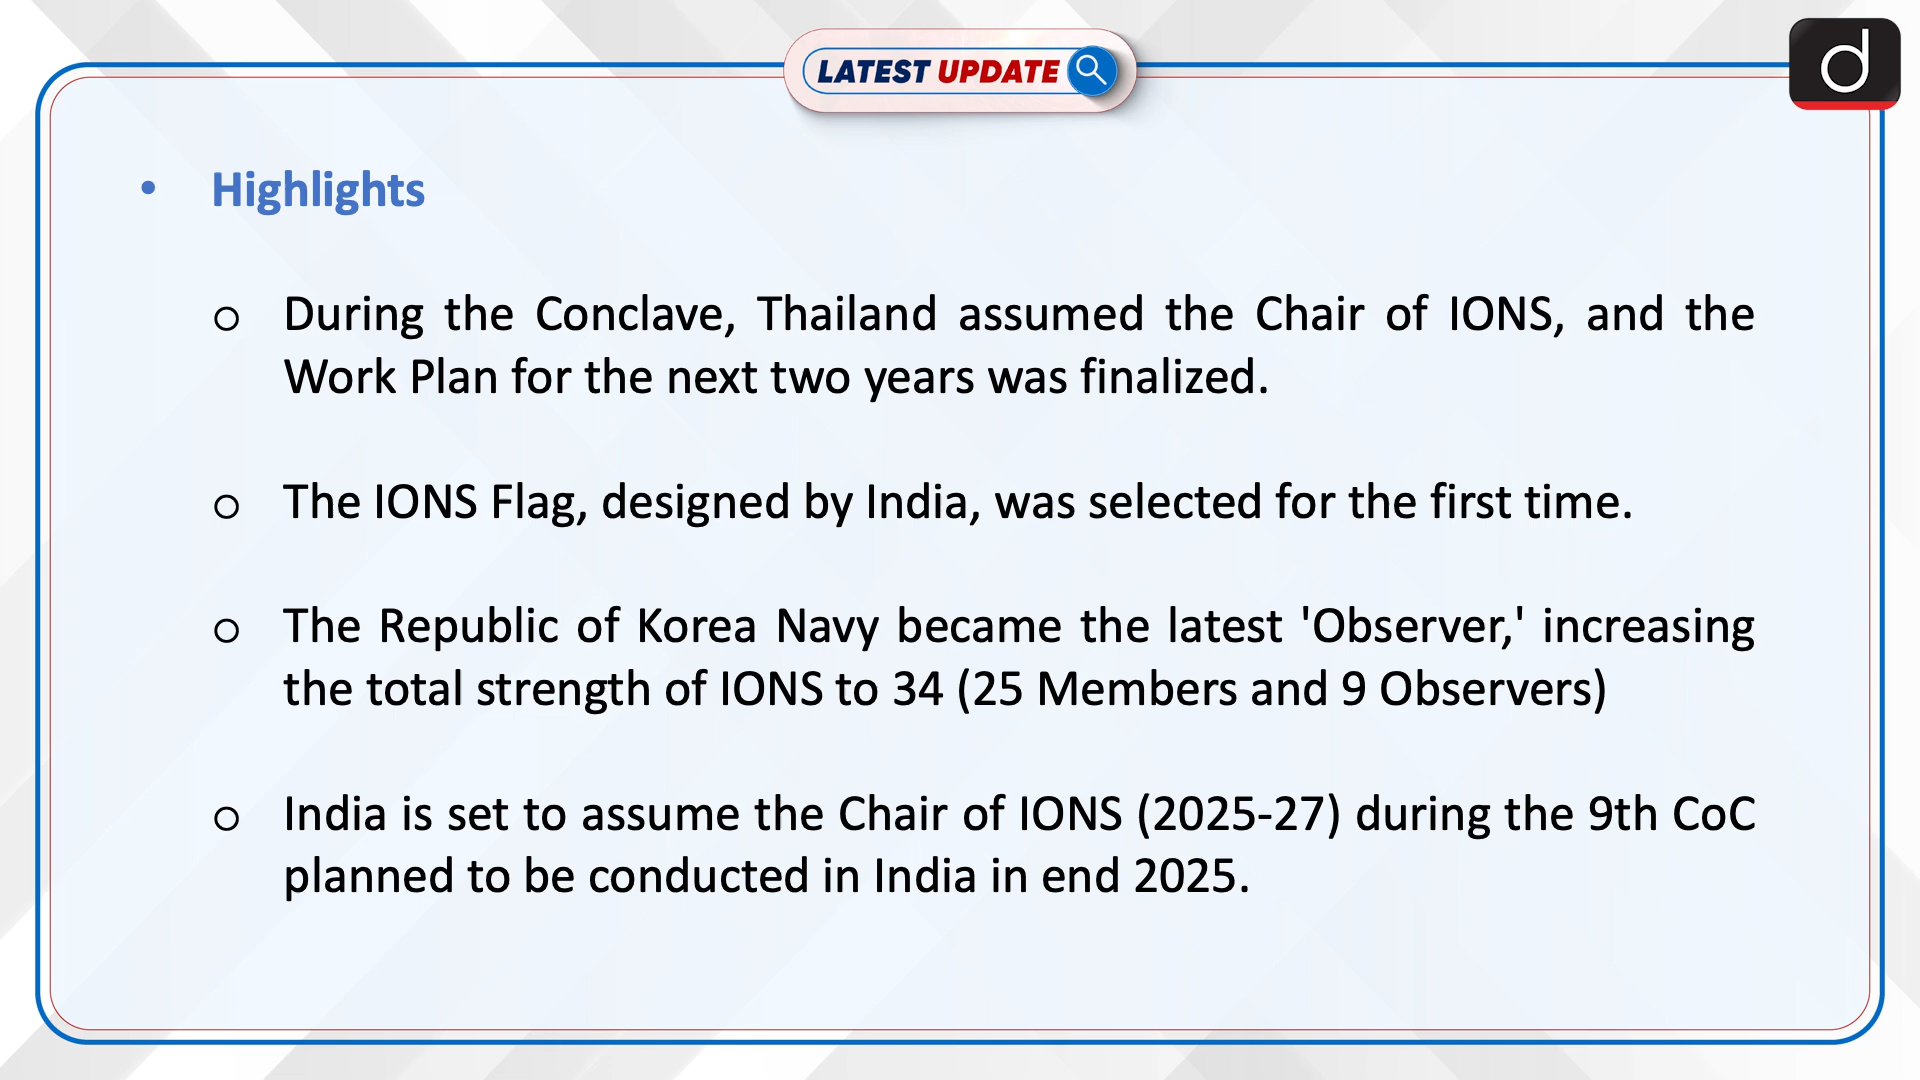 LATEST UPDATE
d
• Highlights
o During the Conclave, Thailand assumed the Chair of IONS, and the
Work Plan for the next two years was finalized.
o The IONS Flag, designed by India, was selected for the first time.
o The Republic of Korea Navy became the latest 'Observer,' increasing
the total strength of IONS to 34 (25 Members and 9 Observers)
o India is set to assume the Chair of IONS (2025-27) during the 9th CoC
planned to be conducted in India in end 2025.